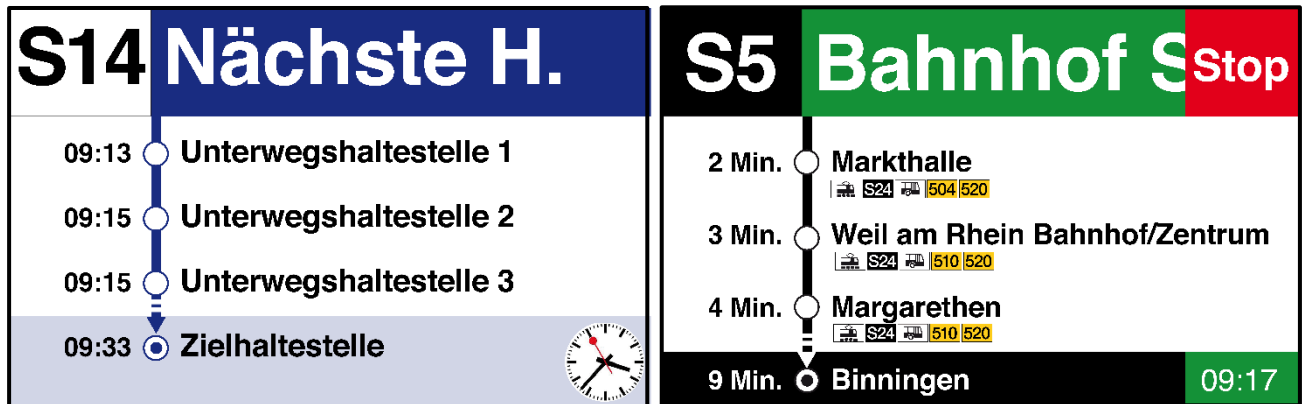 S14 Nächste H.
09:13 Unterwegshaltestelle 1
09:15 Unterwegshaltestelle 2
09:15 Unterwegshaltestelle 3
09:33 Zielhaltestelle
S5 Bahnhof S Stop
2 Min. Markthalle
S24 504 520
3 Min. Weil am Rhein Bahnhof/Zentrum
S24 510 520
4 Min. Margarethen
S24 510 520
9 Min. Binningen 09:17